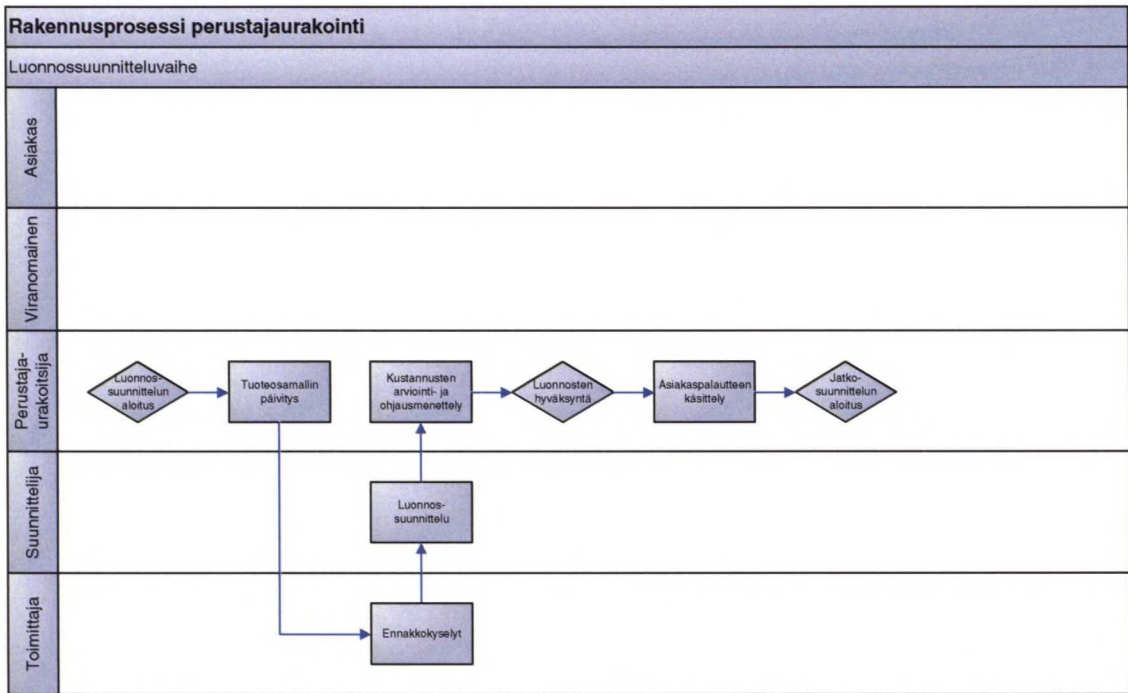 Rakennusprosessi perustajaurakointi
Luonnossuunnitteluvaihe
Asiakas
Viranomainen
Perustaja-
urakoitsija
Luonnos-
suunnittelun
aloitus
Tuoteosamallin
päivitys
Kustannusten
arviointi- ja
ohjausmenettely
Luonnosten
hyväksyntä
Asiakaspalautteen
käsittely
Jatko-
suunnittelun
aloitus
Suunnittelija
Luonnos-
suunnittelu
Toimittaja
Ennakkokyselyt